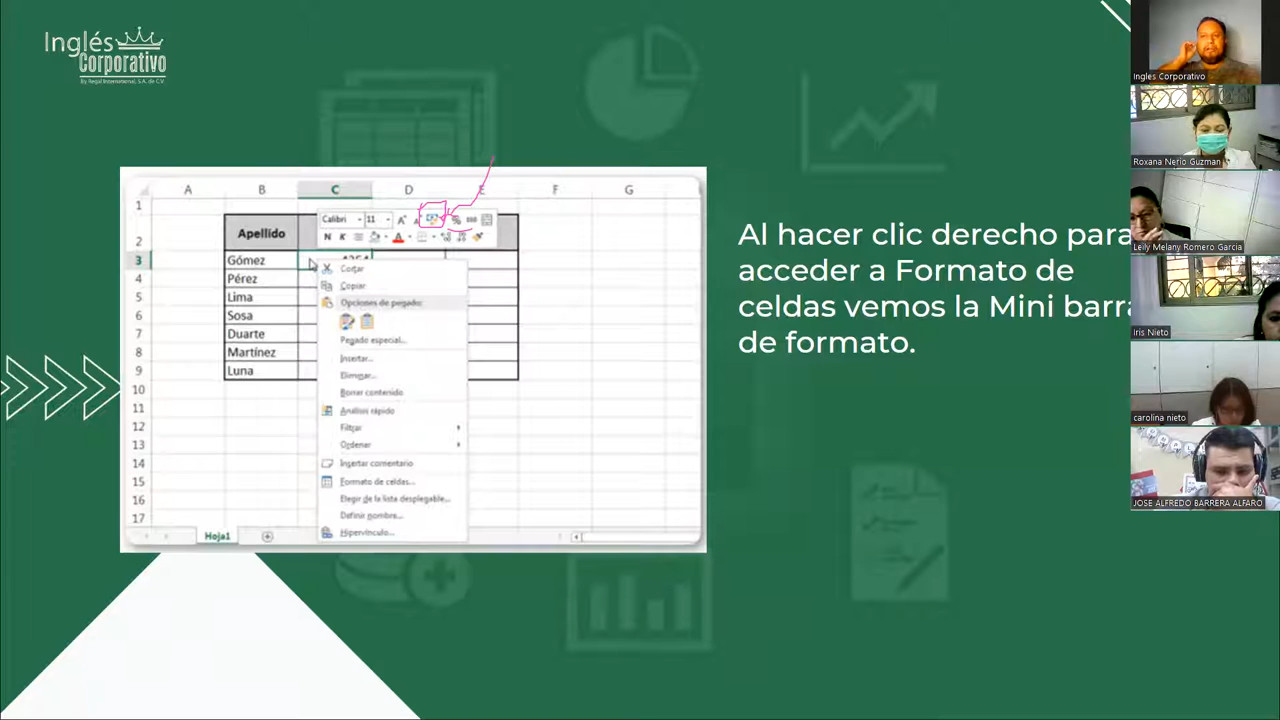 Inglés
Corporativo
By Regal International, S.A. de C.V.
Al hacer clic derecho para
acceder a Formato de
celdas vemos la Mini barra
de formato.
A B C D E F G
1
Calibri 11
N K
2 Apellido
3 Gómez
4 Pérez
5 Lima
6 Sosa
7 Duarte
8 Martínez
9 Luna
10
11
12
13
14
15
16
17
Cortar
Copiar
Opciones de pegado:
Pegado especial...
Insertar...
Eliminar...
Borrar contenido
Análisis rápido
Filtrar
Ordenar
Insertar comentario
Formato de celdas...
Elegir de la lista desplegable...
Definir nombre...
Hipervínculo...
Hoja1
Ingles Corporativo
Roxana Nerio Guzman
Leily Melany Romero Garcia
Iris Nieto
carolina nieto
JOSE ALFREDO BARRERA ALFARO